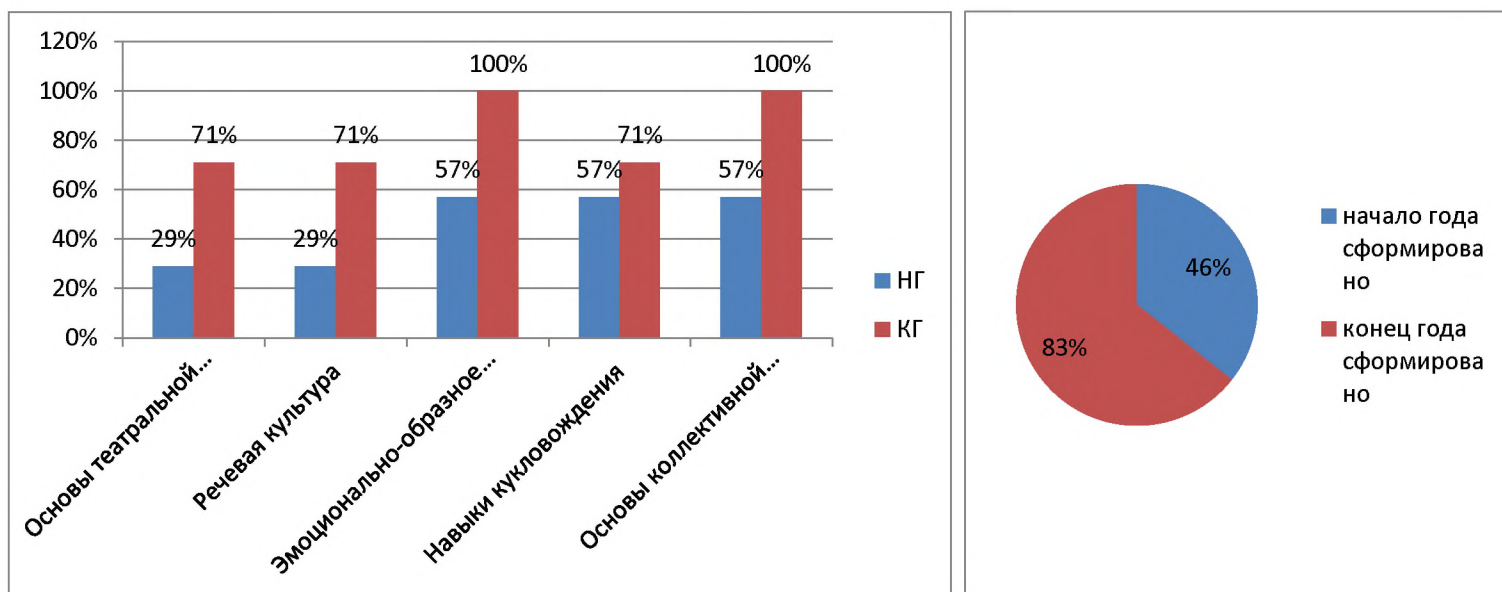 120%
100%
80%
60%
40%
20%
0%
29%
71%
29%
71%
57%
100%
57%
71%
57%
100%
Основы театральной...
Речевая культура
Эмоционально-образное...
Навыки кукловождения
Основы коллективной...
НГ
КГ
46%
83%
начало года
сформирова
но
конец года
сформирова
но